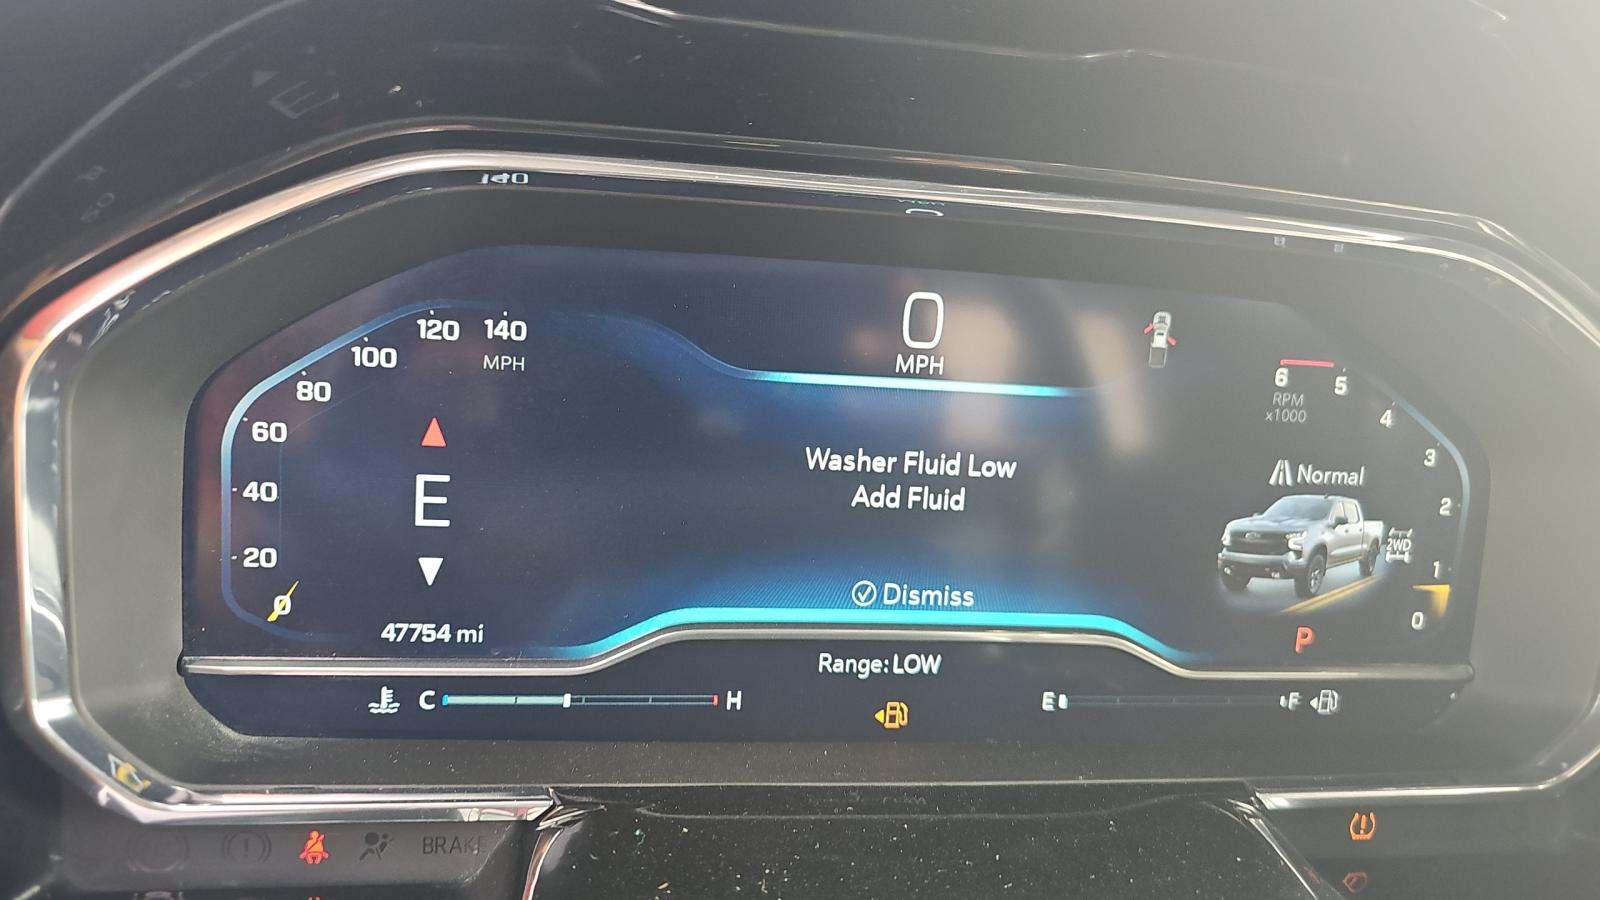 140
0
MPH
120 140
MPH
100
80
60
40
20
0
E
47754 mi
Washer Fluid Low
Add Fluid
Dismiss
6 5
RPM
x1000
4
3
2
1
0
Normal
2WD
P
Range: LOW
C H
E F
BRAKE